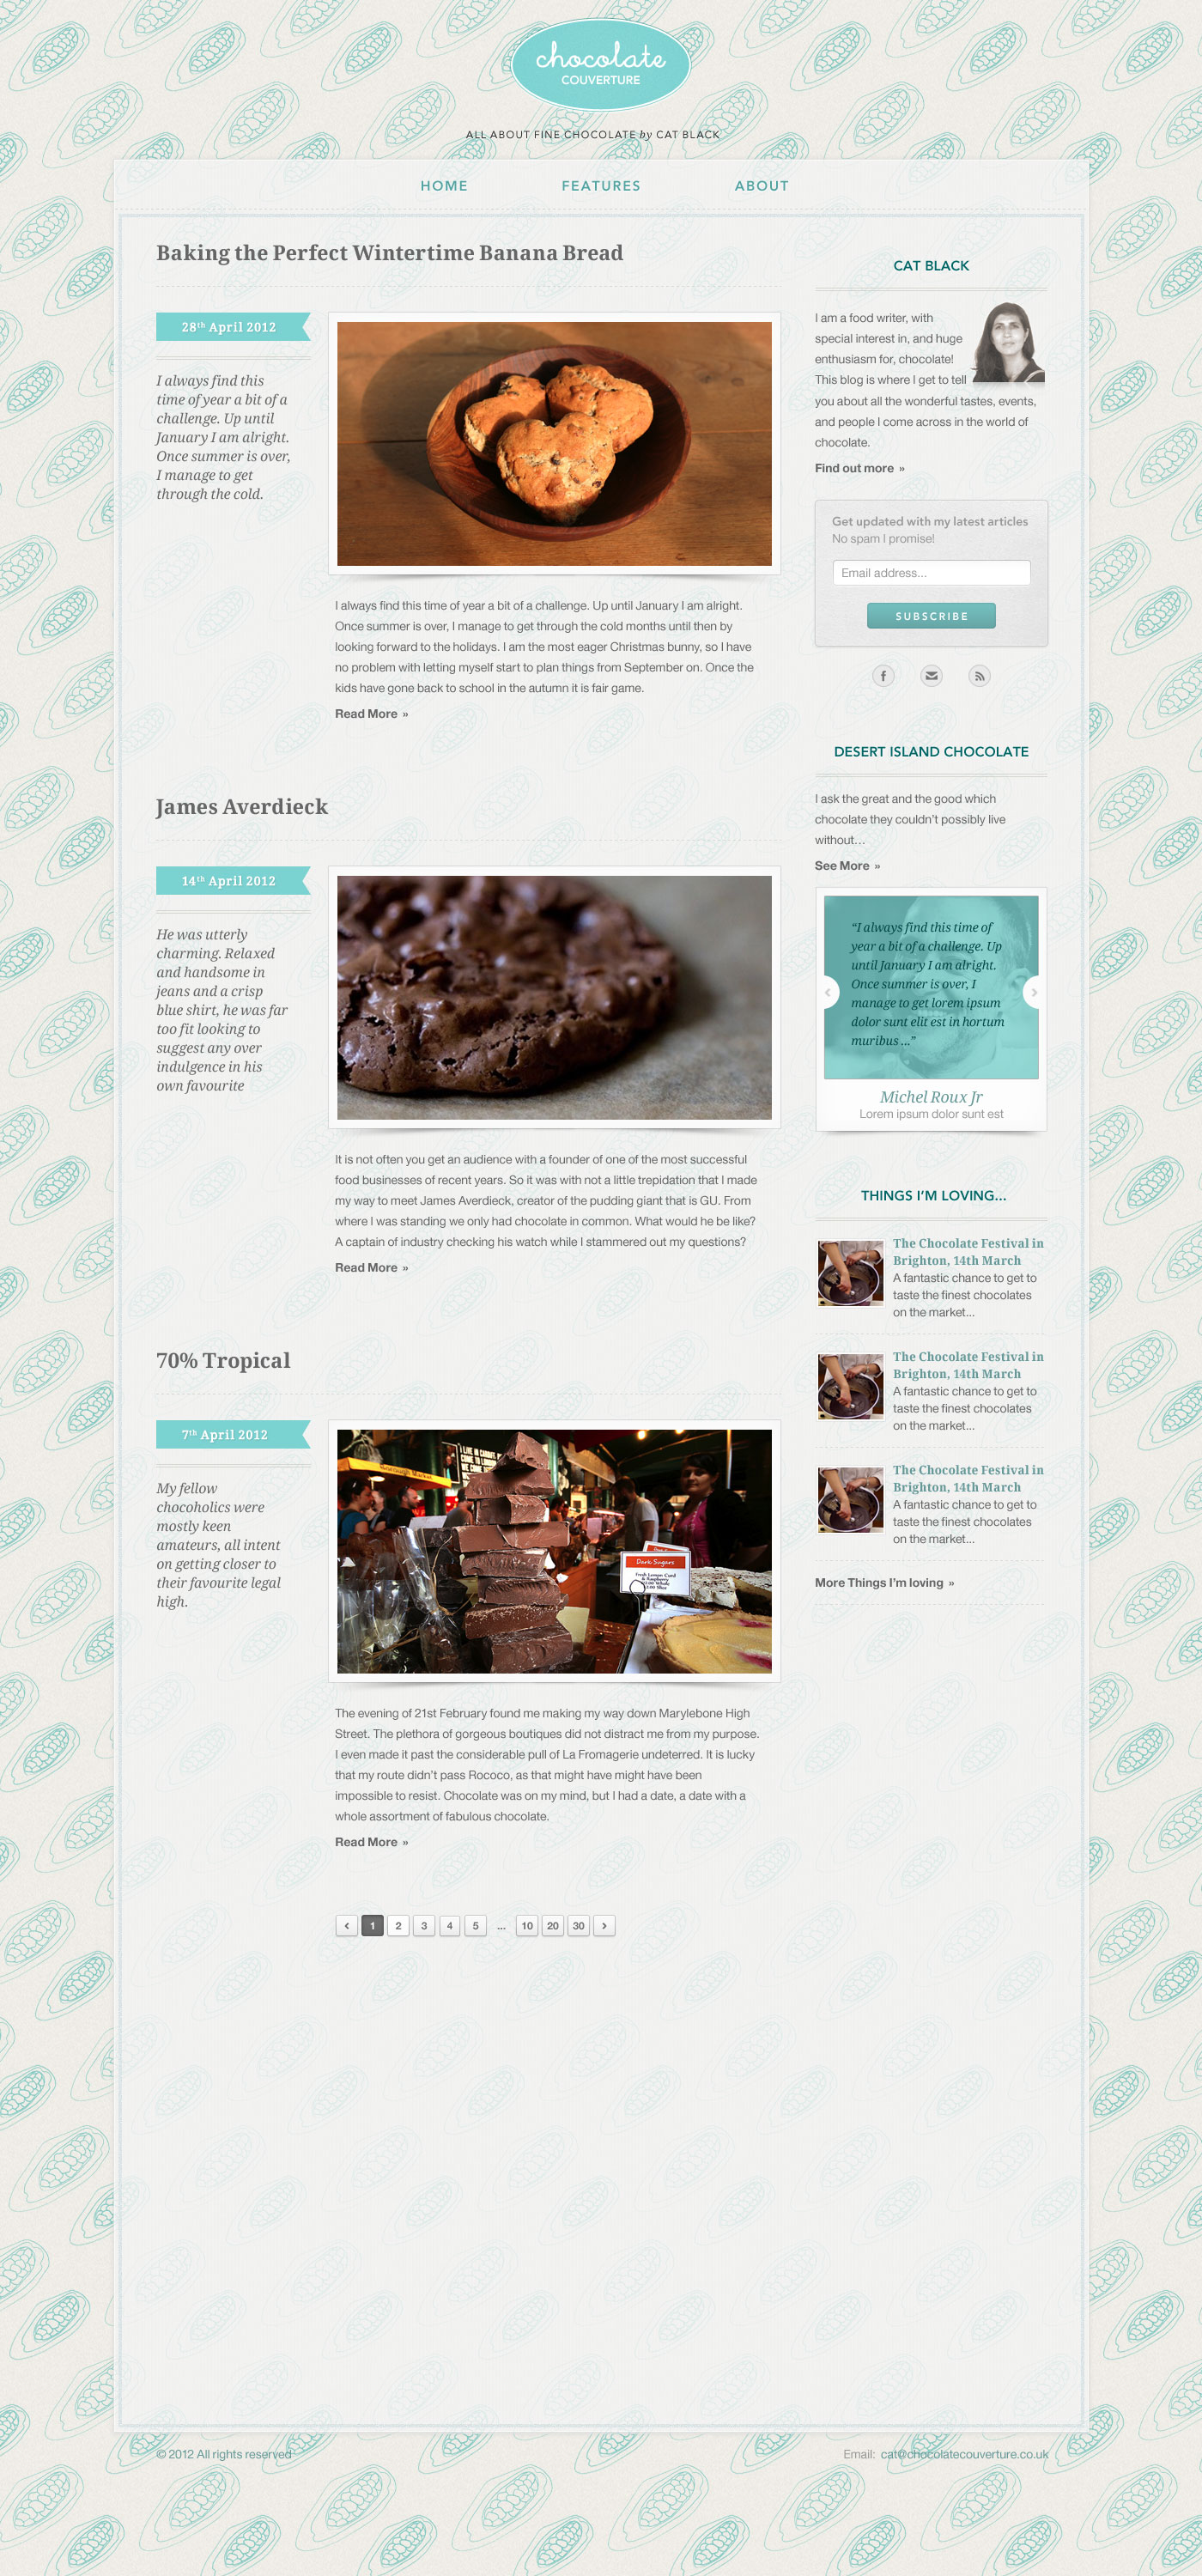 chocolate
COUVERTURE
ALL ABOUT FINE CHOCOLATE by CAT BLACK
HOME FEATURES ABOUT
Baking the Perfect Wintertime Banana Bread
28th April 2012
I always find this
time of year a bit of a
challenge. Up until
January I am alright.
Once summer is over,
I manage to get
through the cold.
I always find this time of year a bit of a challenge. Up until January I am alright.
Once summer is over, I manage to get through the cold months until then by
looking forward to the holidays. I am the most eager Christmas bunny, so I have
no problem with letting myself start to plan things from September on. Once the
kids have gone back to school in the autumn it is fair game.
Read More »
James Averdieck
14th April 2012
He was utterly
charming. Relaxed
and handsome in
jeans and a crisp
blue shirt, he was far
too fit looking to
suggest any over
indulgence in his
own favourite
It is not often you get an audience with a founder of one of the most successful
food businesses of recent years. So it was with not a little trepidation that I made
my way to meet James Averdieck, creator of the pudding giant that is GU. From
where I was standing we only had chocolate in common. What would he be like?
A captain of industry checking his watch while I stammered out my questions?
Read More »
70% Tropical
7th April 2012
My fellow
chocoholics were
mostly keen
amateurs, all intent
on getting closer to
their favourite legal
high.
Dark Sugars
Fresh Lemon Curd
& Raspberry
The evening of 21st February found me making my way down Marylebone High
Street. The plethora of gorgeous boutiques did not distract me from my purpose.
I even made it past the considerable pull of La Fromagerie undeterred. It is lucky
that my route didn't pass Rococo, as that might have might have been
impossible to resist. Chocolate was on my mind, but I had a date, a date with a
whole assortment of fabulous chocolate.
Read More »
‹ 1 2 3 4 5 ... 10 20 30 ›
CAT BLACK
I am a food writer, with
special interest in, and huge
enthusiasm for, chocolate!
This blog is where I get to tell
you about all the wonderful tastes, events,
and people I come across in the world of
chocolate.
Find out more »
Get updated with my latest articles
No spam I promise!
Email address...
SUBSCRIBE
DESERT ISLAND CHOCOLATE
I ask the great and the good which
chocolate they couldn't possibly live
without…
See More »
“I always find this time of
year a bit of a challenge. Up
until January I am alright.
Once summer is over, I
manage to get lorem ipsum
dolor sunt elit est in hortum
muribus ...”
Michel Roux Jr
Lorem ipsum dolor sunt est
THINGS I'M LOVING...
The Chocolate Festival in
Brighton, 14th March
A fantastic chance to get to
taste the finest chocolates
on the market...
The Chocolate Festival in
Brighton, 14th March
A fantastic chance to get to
taste the finest chocolates
on the market...
The Chocolate Festival in
Brighton, 14th March
A fantastic chance to get to
taste the finest chocolates
on the market...
More Things I'm loving »
© 2012 All rights reserved
Email: cat@chocolatecouverture.co.uk